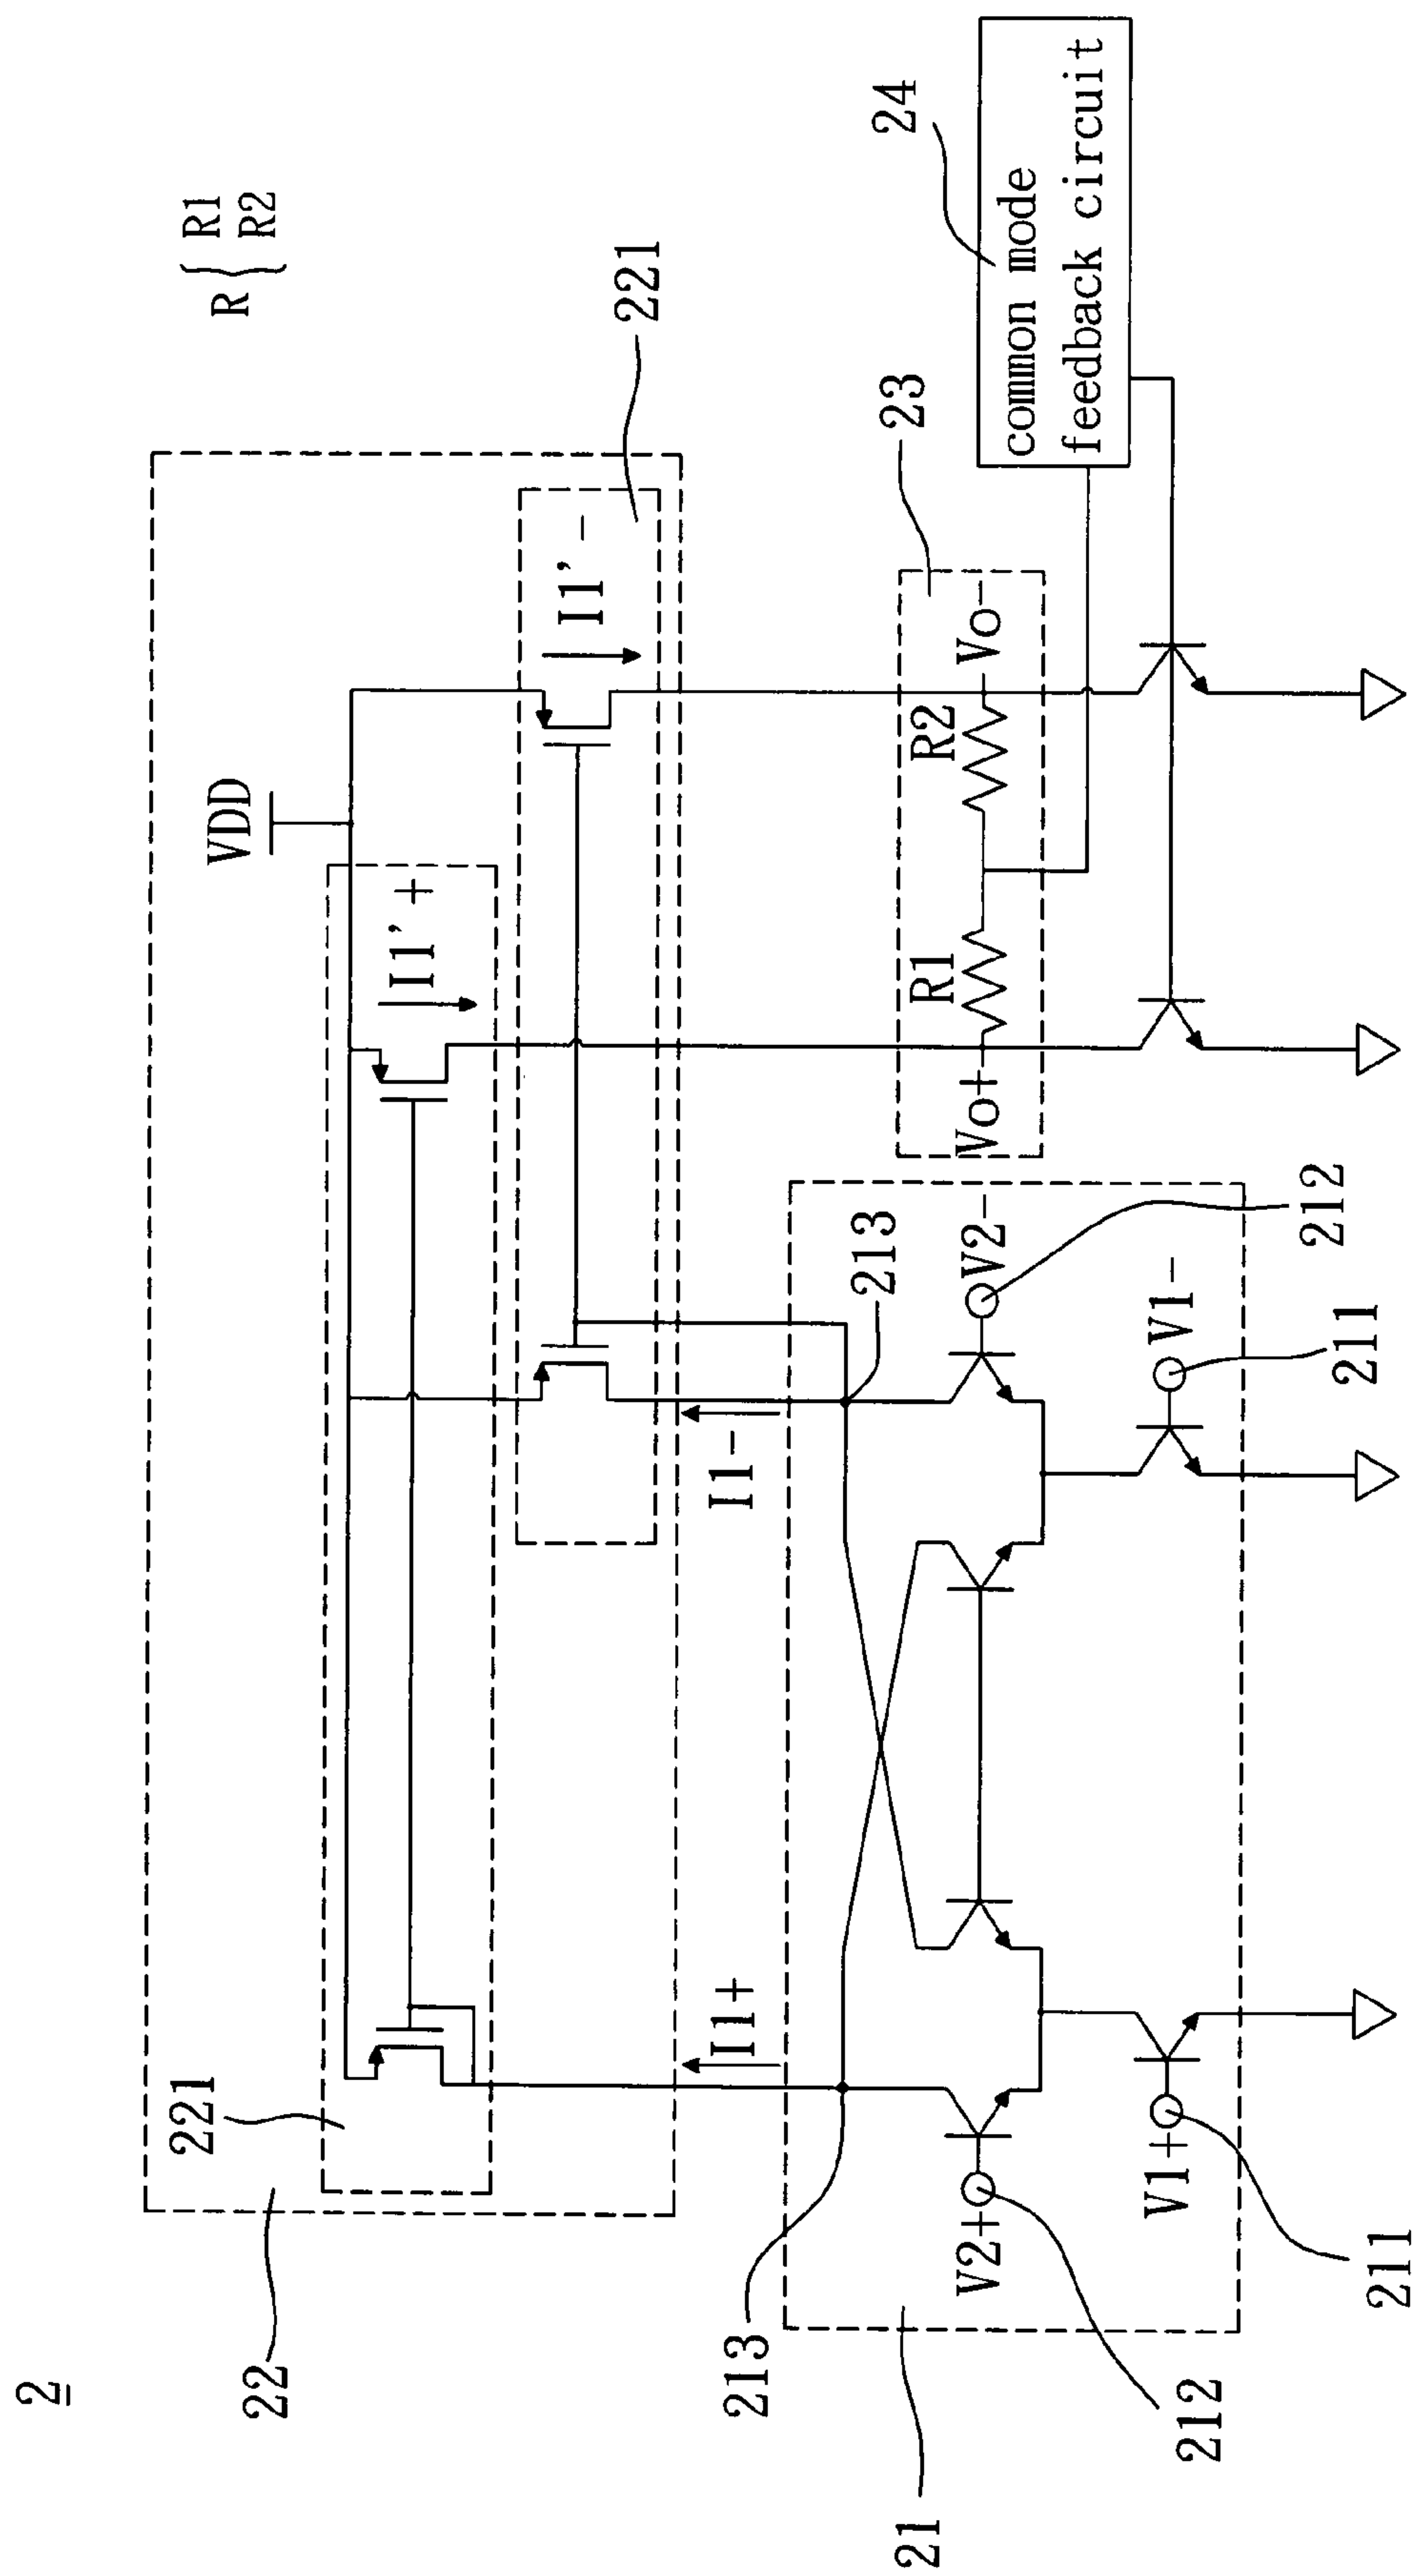 2
R { R1
R2
VDD
22
221
I1'+
I1'-
221
I1+
I1-
213
213
23
24
Vo+
R1
R2
Vo-
common mode
feedback circuit
V2+
V2-
212
212
V1+
V1-
211
211
21